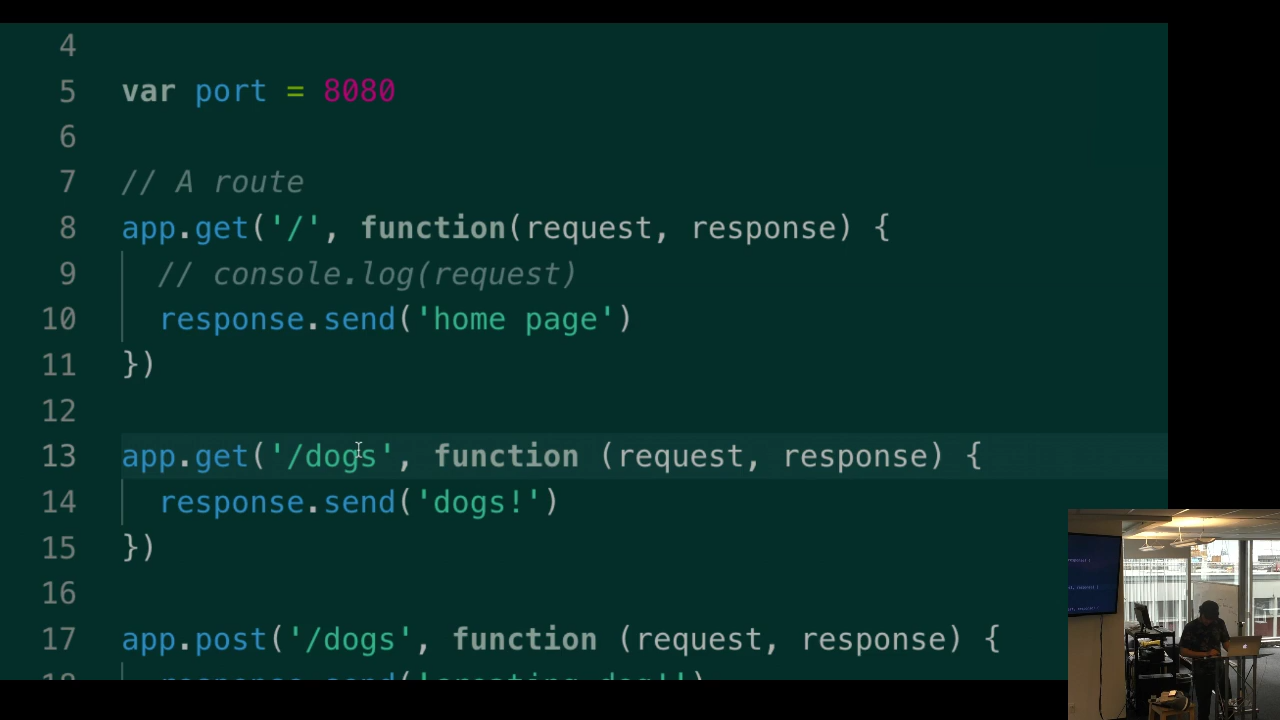 4
5 var port = 8080
6
7 // A route
8 app.get('/', function(request, response) {
9 // console.log(request)
10 response.send('home page')
11 })
12
13 app.get('/dogs', function (request, response) {
14 response.send('dogs!')
15 })
16
17 app.post('/dogs', function (request, response) {